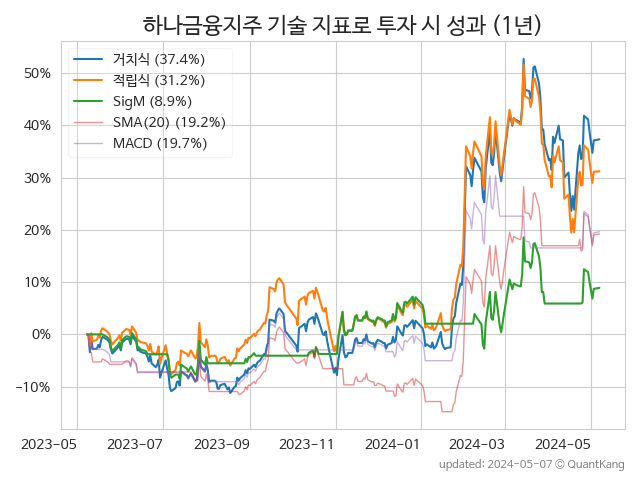 하나금융지주 기술 지표로 투자 시 성과 (1년)
거치식 (37.4%)
적립식 (31.2%)
SigM (8.9%)
SMA(20) (19.2%)
MACD (19.7%)
50%
40%
30%
20%
10%
0%
−10%
2023-05 2023-07 2023-09 2023-11 2024-01 2024-03 2024-05
updated: 2024-05-07 © QuantKang